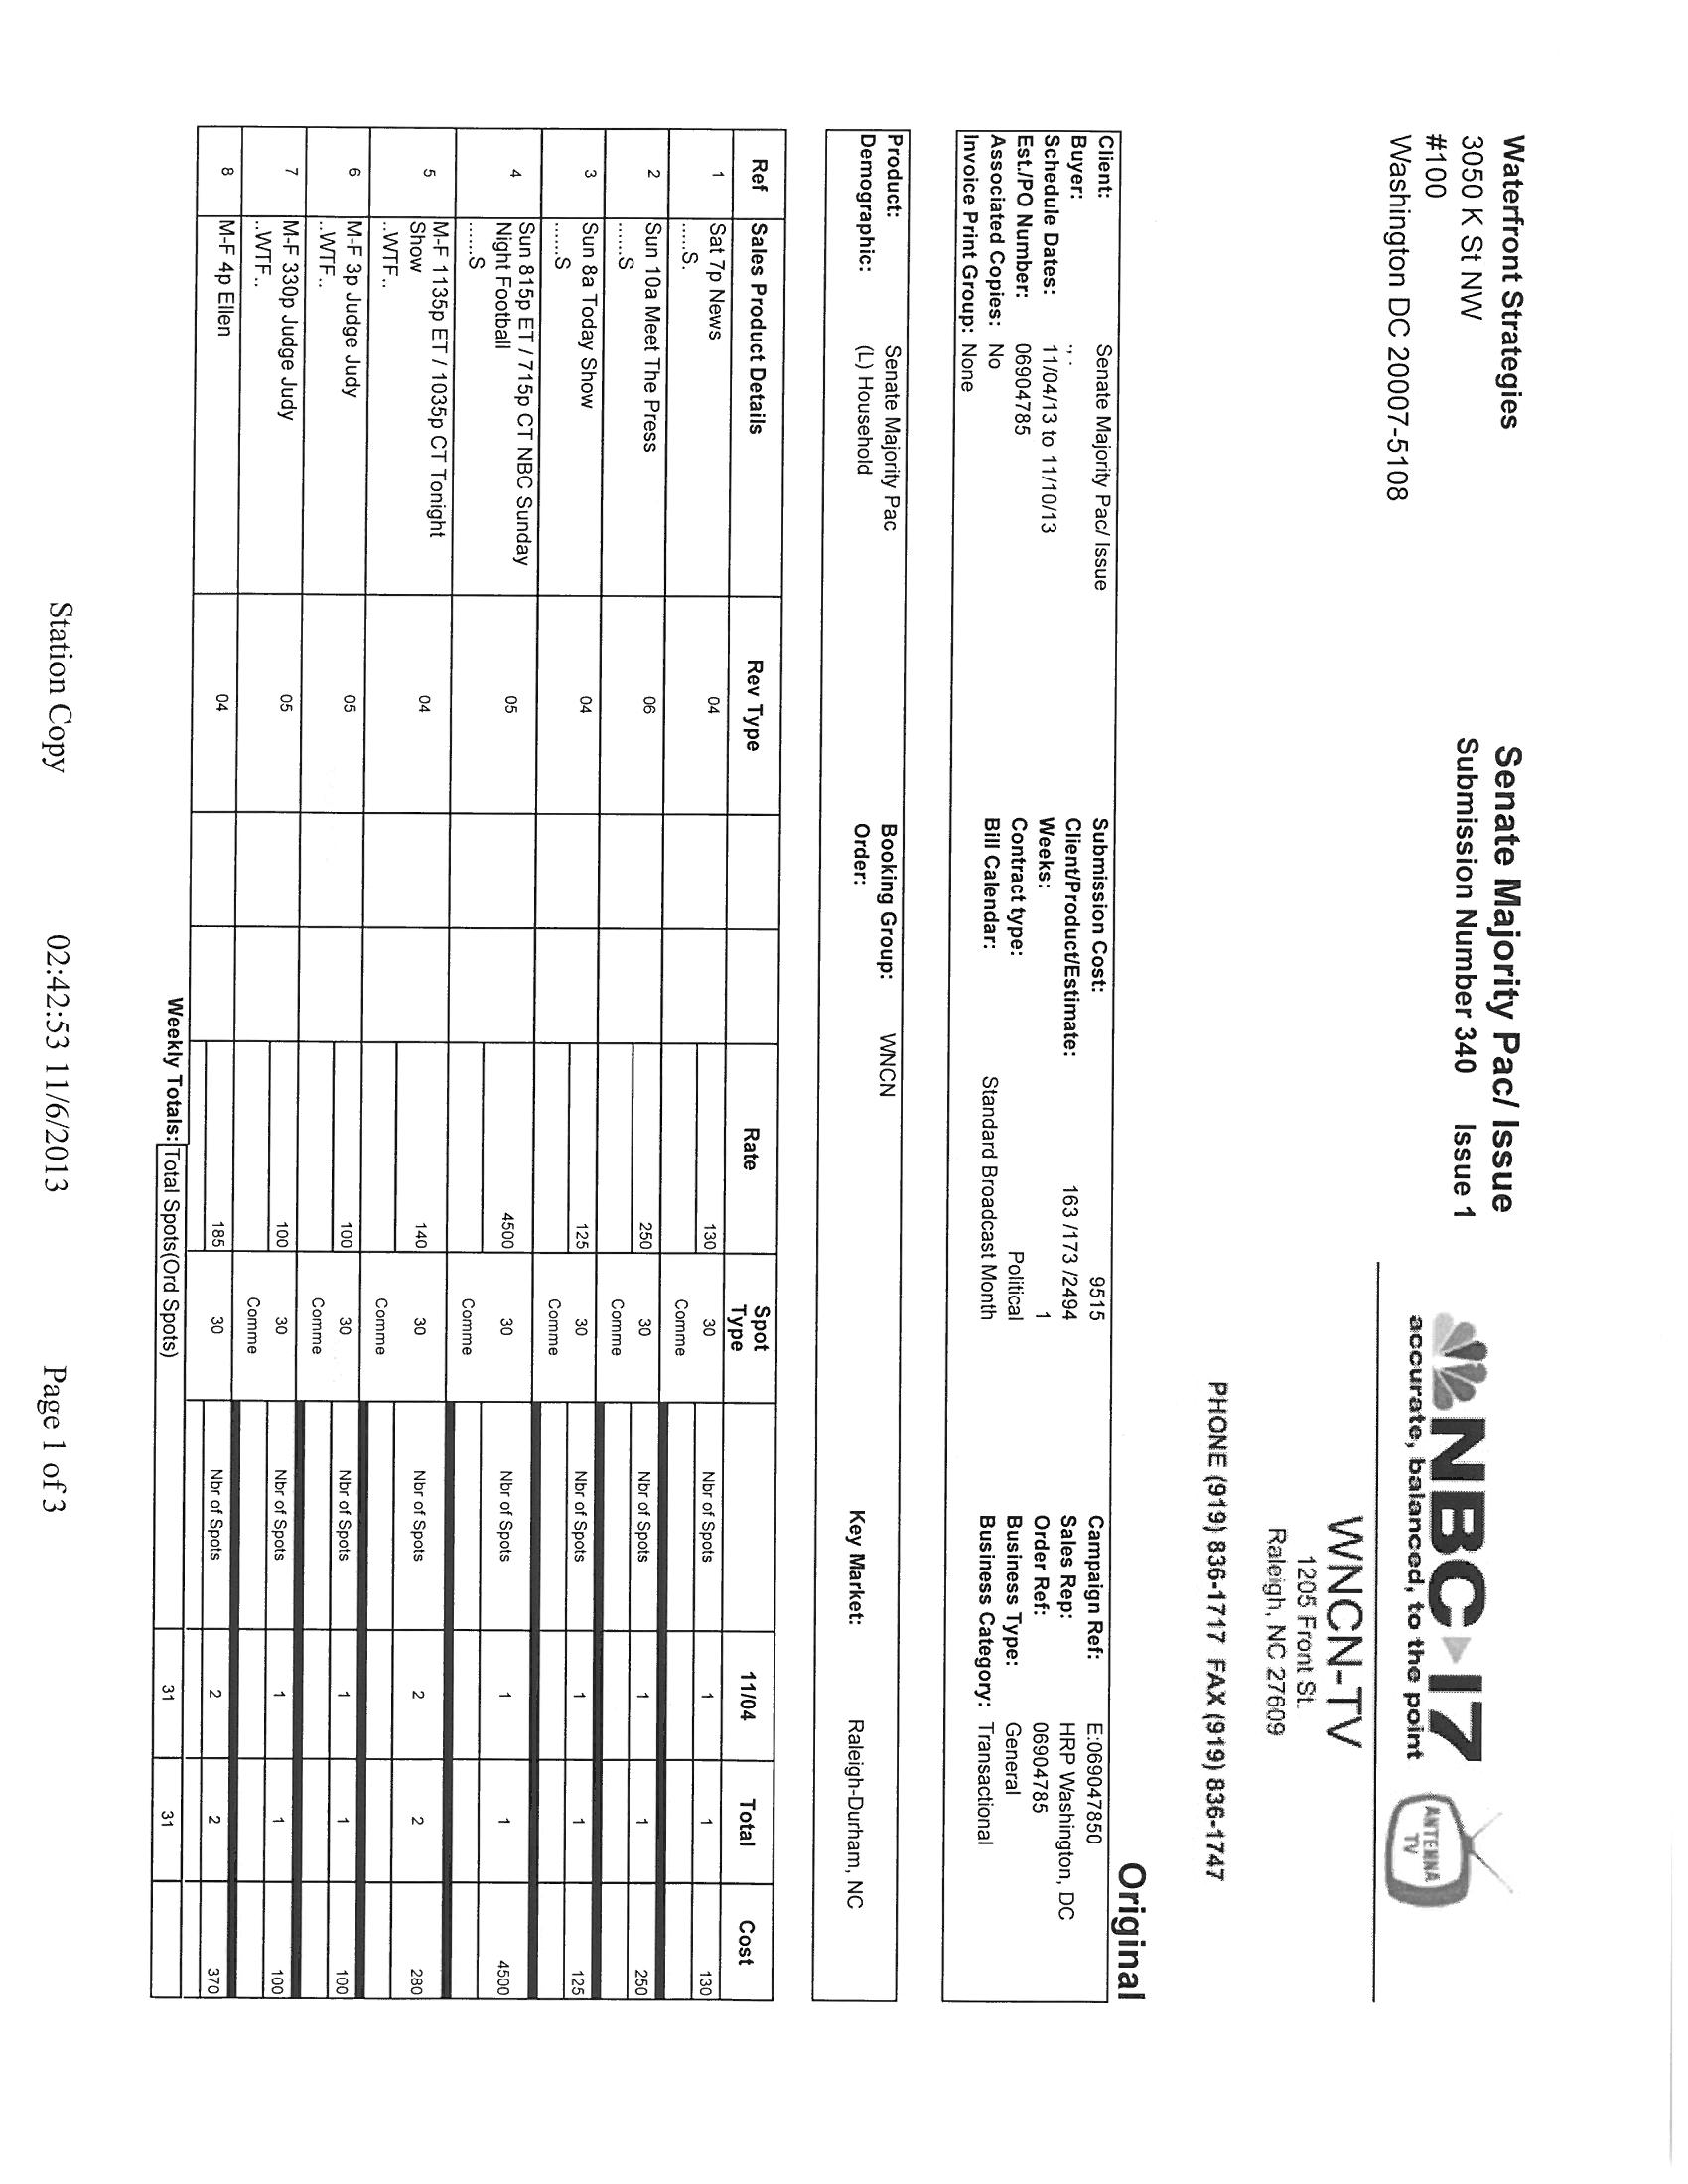 Waterfront Strategies
3050 K St NW
#100
Washington DC 20007-5108
Senate Majority Pac/ Issue
Submission Number 340 Issue 1
NBC 17
accurate, balanced, to the point
ANTENNA
TV
WNCN-TV
1205 Front St.
Raleigh, NC 27609
PHONE (919) 836-1717 FAX (919) 836-1747
Original
Client: Senate Majority Pac/ Issue Submission Cost: 9515 Campaign Ref: E:069047850
Buyer: ., . Client/Product/Estimate: 163 /173 /2494 Sales Rep: HRP Washington, DC
Schedule Dates: 11/04/13 to 11/10/13 Weeks: 1 Order Ref: 06904785
Est./PO Number: 06904785 Contract type: Political Business Type: General
Associated Copies: No Bill Calendar: Standard Broadcast Month Business Category: Transactional
Invoice Print Group: None
Product: Senate Majority Pac Booking Group: WNCN
Demographic: (L) Household Order: Key Market: Raleigh-Durham, NC
Ref Sales Product Details Rev Type Rate Spot Type 11/04 Total Cost
1 Sat 7p News 04 130 30 Nbr of Spots 1 1 130
.....S. Comme
2 Sun 10a Meet The Press 06 250 30 Nbr of Spots 1 1 250
......S Comme
3 Sun 8a Today Show 04 125 30 Nbr of Spots 1 1 125
......S Comme
4 Sun 815p ET / 715p CT NBC Sunday
Night Football 05 4500 30 Nbr of Spots 1 1 4500
......S Comme
5 M-F 1135p ET / 1035p CT Tonight
Show 04 140 30 Nbr of Spots 2 2 280
..WTF.. Comme
6 M-F 3p Judge Judy 05 100 30 Nbr of Spots 1 1 100
..WTF.. Comme
7 M-F 330p Judge Judy 05 100 30 Nbr of Spots 1 1 100
..WTF.. Comme
8 M-F 4p Ellen 04 185 30 Nbr of Spots 2 2 370
Weekly Totals: Total Spots(Ord Spots) 31 31
Station Copy 02:42:53 11/6/2013 Page 1 of 3